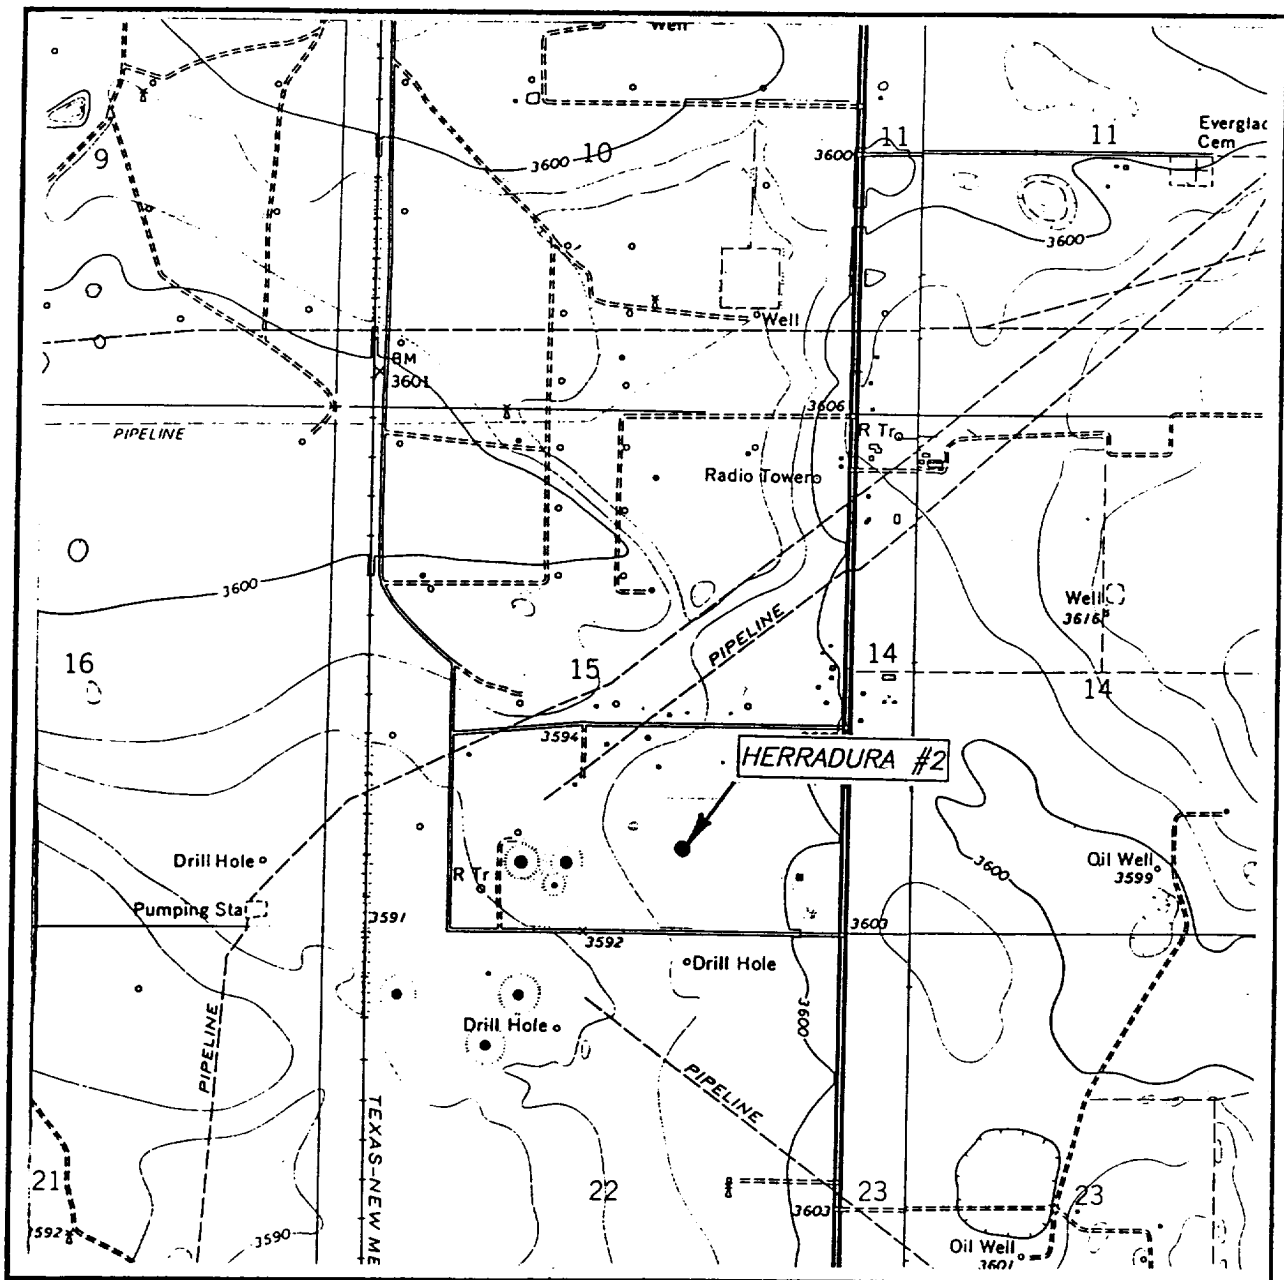 Well
9
10
11
11
Everglad
Cem
3600
3600
3600
Well
BM
3601
3606
PIPELINE
R Tr
Radio Tower
3600
PIPELINE
Well
3616
16
15
14
14
3594
HERRADURA #2
3600
Drill Hole
R Tr
Oil Well
3599
Pumping Sta
3591
3592
3603
Drill Hole
PIPELINE
Drill Hole
3600
PIPELINE
TEXAS-NEW ME
21
22
23
23
3592
3590
3603
Oil Well
3601